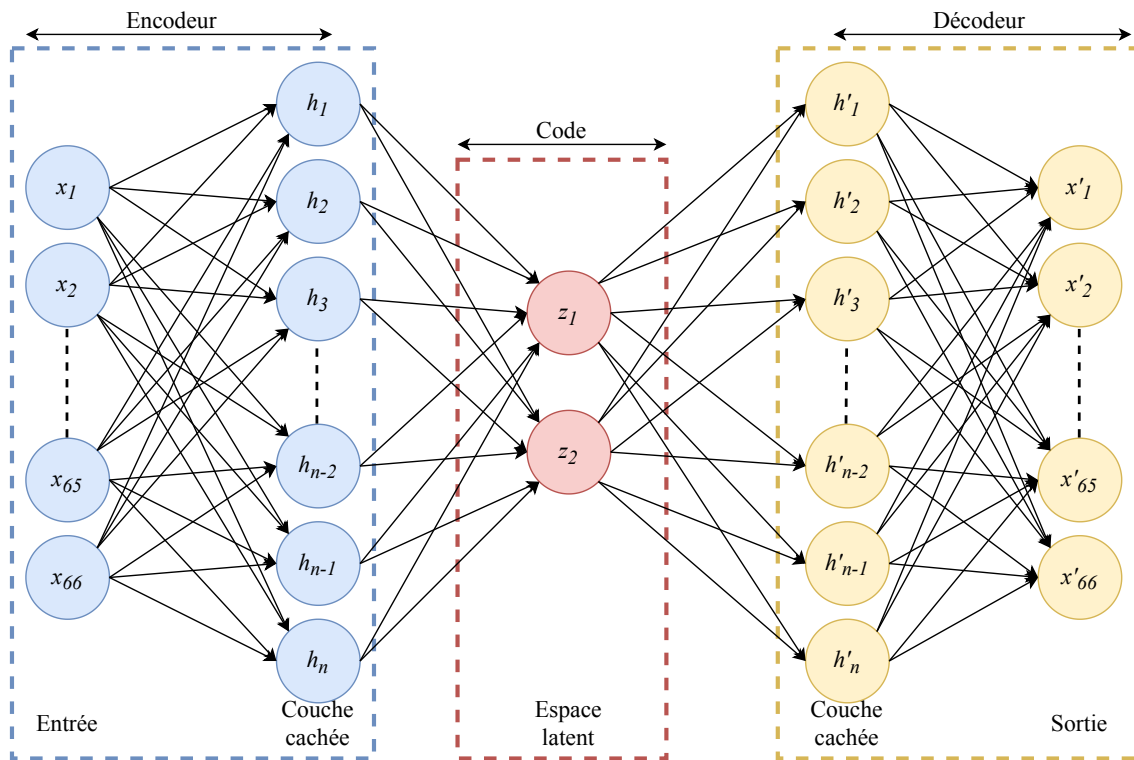 Encodeur
Décodeur
Code
h1
h2
h3
hn-2
hn-1
hn
x1
x2
x65
x66
z1
z2
h'1
h'2
h'3
h'n-2
h'n-1
h'n
x'1
x'2
x'65
x'66
Entrée
Couche
cachée
Espace
latent
Couche
cachée
Sortie